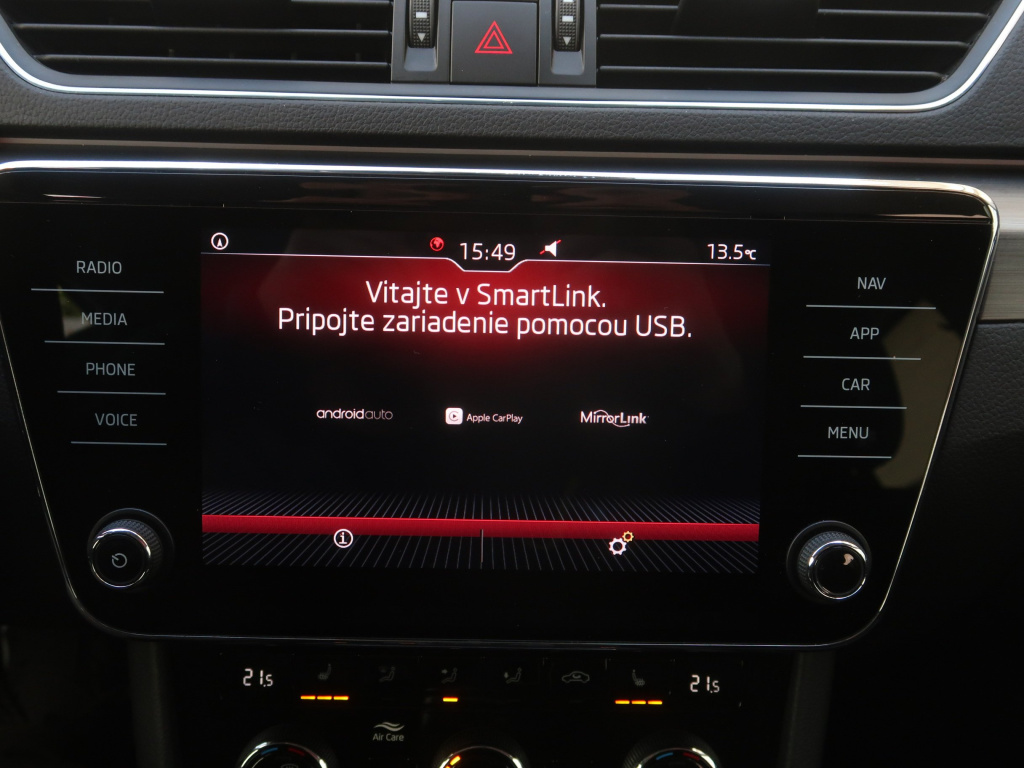 15:49
13.5°C
RADIO
MEDIA
PHONE
VOICE
Vitajte v SmartLink.
Pripojte zariadenie pomocou USB.
androidauto
Apple CarPlay
MirrorLink
NAV
APP
CAR
MENU
21.5
21.5
Air Care